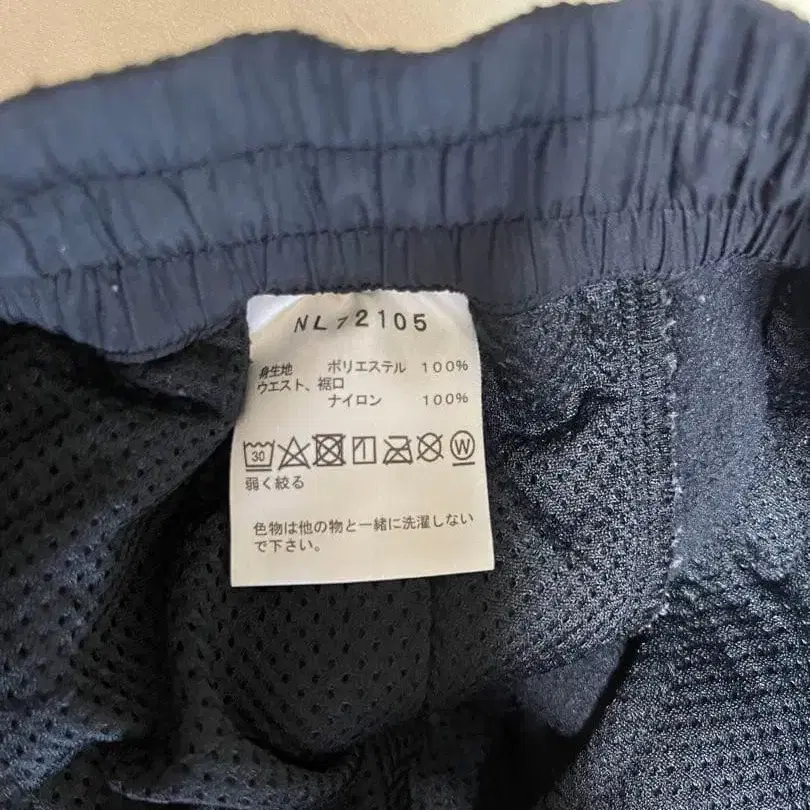 NL72105
身生地 ポリエステル 100%
ウエスト、裾口
ナイロン 100%
30 W
弱く絞る
色物は他の物と一緒に洗濯しない
で下さい。